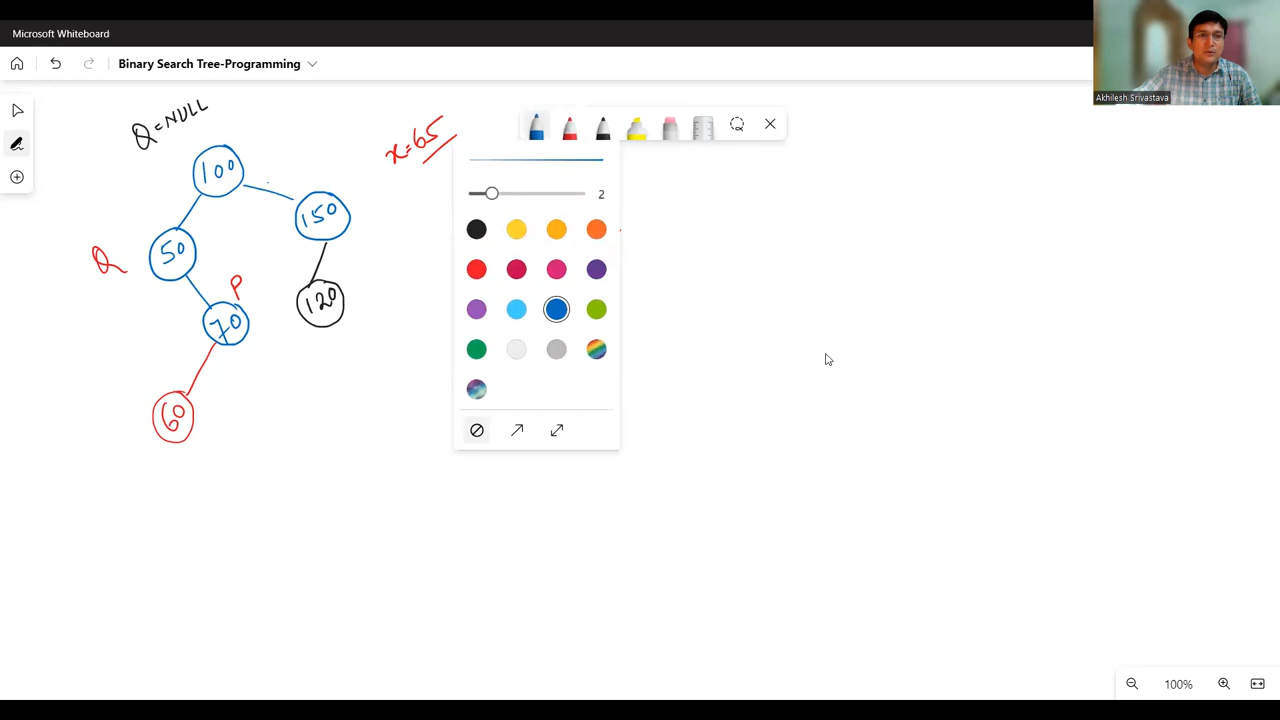 Microsoft Whiteboard
Binary Search Tree-Programming
Akhilesh Srivastava
Q=NULL
x=65
2
100
150
50
Q
P
120
70
60
100%